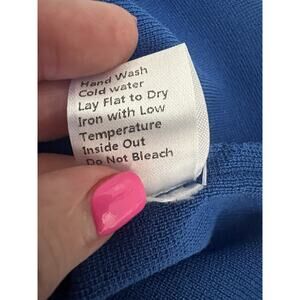 Hand Wash
Cold water
Lay Flat to Dry
Iron with Low
Temperature
Inside Out
Do Not Bleach